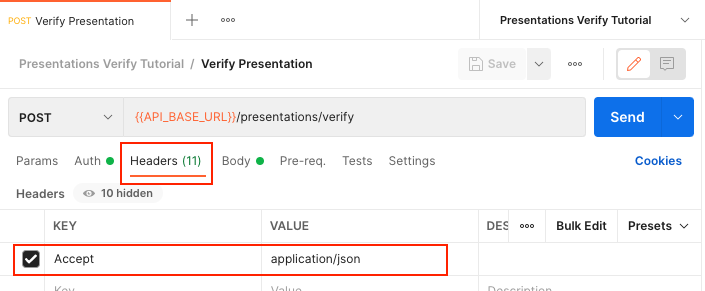 POST Verify Presentation
Presentations Verify Tutorial
Presentations Verify Tutorial / Verify Presentation
Save
POST {{API_BASE_URL}}/presentations/verify Send
Params Auth Headers (11) Body Pre-req. Tests Settings Cookies
Headers 10 hidden
KEY VALUE DES Bulk Edit Presets
Accept application/json
Key Value Description